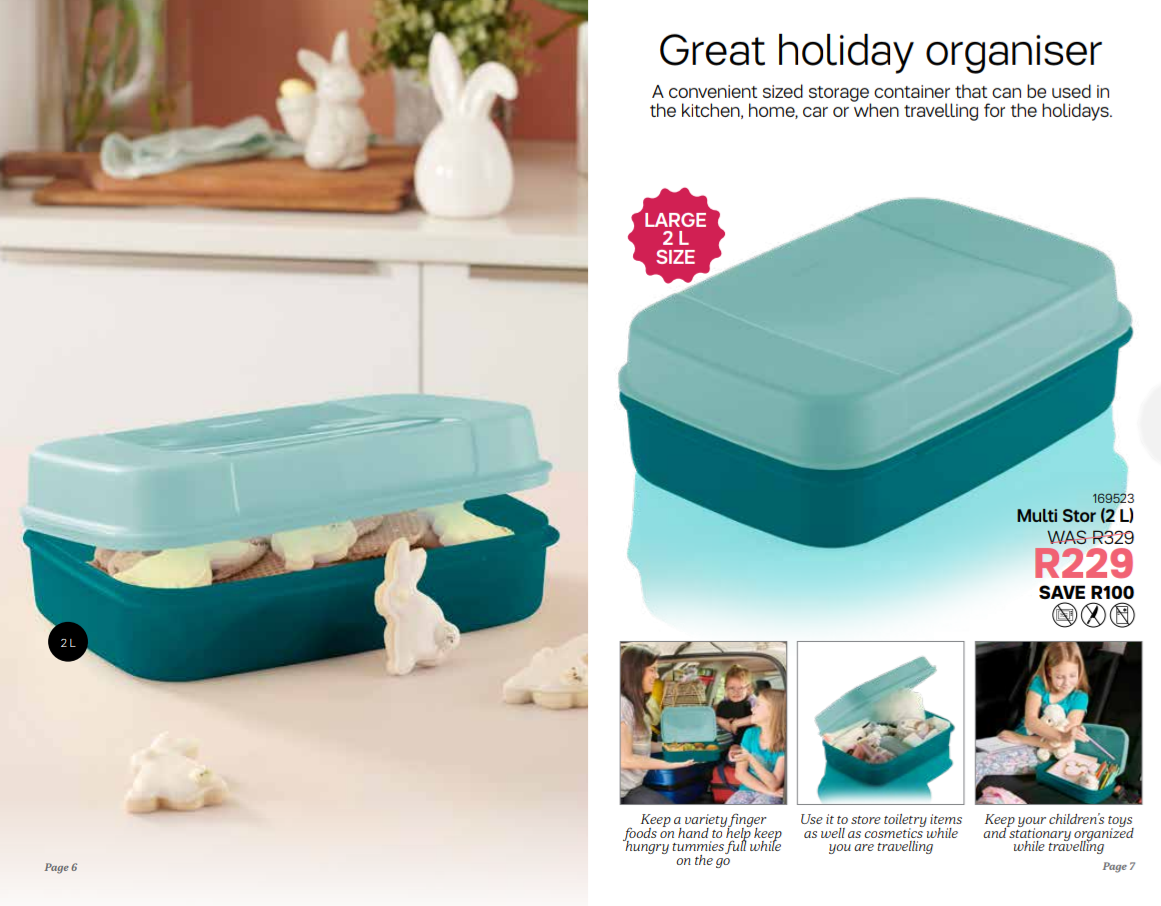 2 L
Page 6
Great holiday organiser
A convenient sized storage container that can be used in
the kitchen, home, car or when travelling for the holidays.
LARGE
2 L
SIZE
169523
Multi Stor (2 L)
WAS R329
R229
SAVE R100
Keep a variety finger
foods on hand to help keep
hungry tummies full while
on the go
Use it to store toiletry items
as well as cosmetics while
you are travelling
Keep your children's toys
and stationary organized
while travelling
Page 7